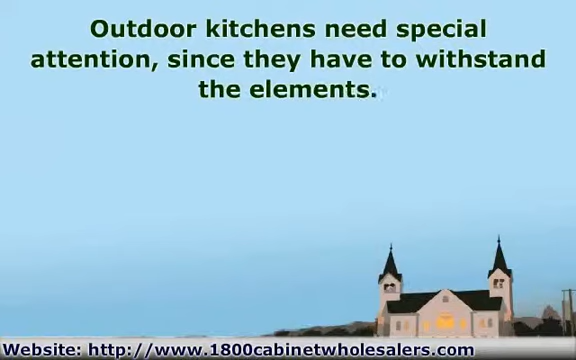 Outdoor kitchens need special
attention, since they have to withstand
the elements.
Website: http://www.1800cabinetwholesalers.com